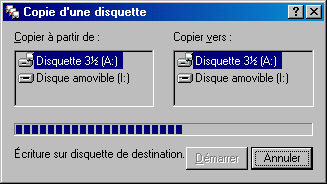 Copie d'une disquette
Copier à partir de :
Copier vers :
Disquette 3½ (A:)
Disque amovible (I:)
Disquette 3½ (A:)
Disque amovible (I:)
Écriture sur disquette de destination.
Démarrer
Annuler